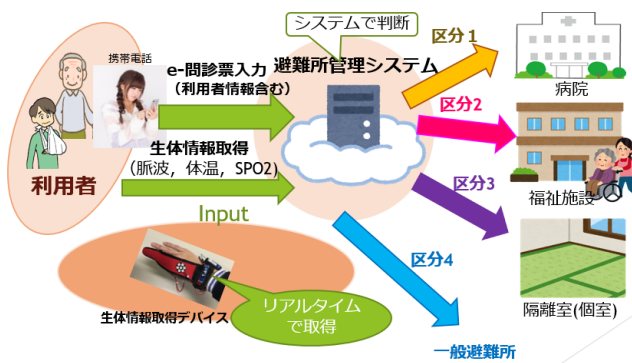 システムで判断
携帯電話
e-問診票入力
（利用者情報含む）
避難所管理システム
区分１
病院
生体情報取得
（脈波，体温，SPO2）
利用者
区分2
福祉施設
Input
区分3
隔離室(個室)
区分4
リアルタイム
で取得
生体情報取得デバイス
一般避難所